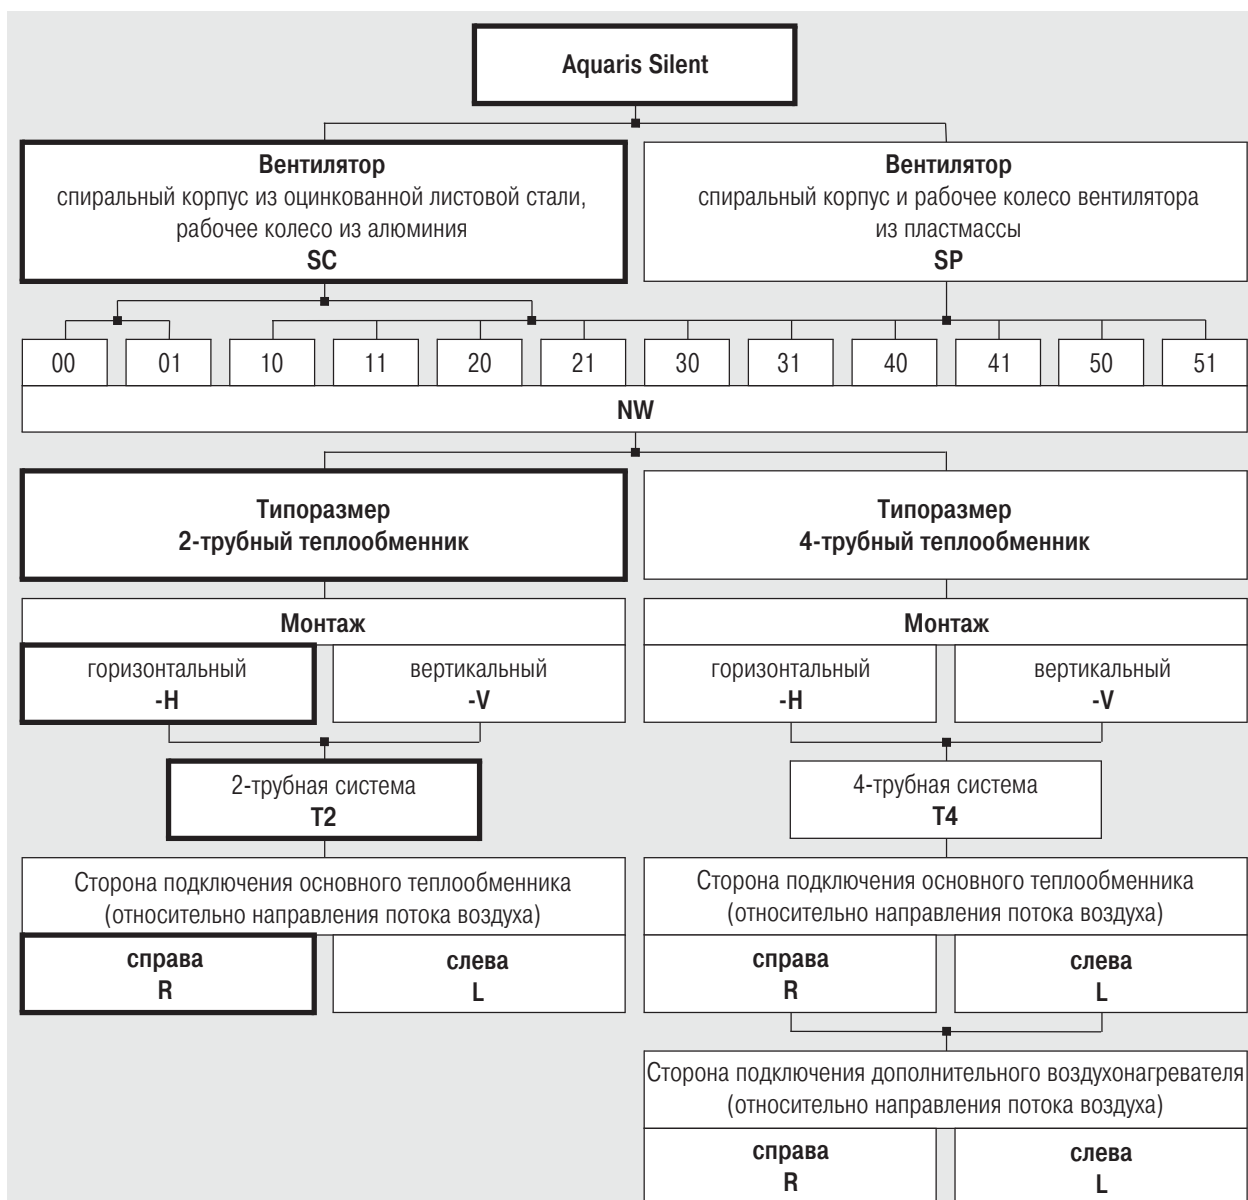 Aquaris Silent
Вентилятор
спиральный корпус из оцинкованной листовой стали,
рабочее колесо из алюминия
SC
Вентилятор
спиральный корпус и рабочее колесо вентилятора
из пластмассы
SP
00 01 10 11 20 21 30 31 40 41 50 51
NW
Типоразмер
2-трубный теплообменник
Типоразмер
4-трубный теплообменник
Монтаж
Монтаж
горизонтальный
-H
вертикальный
-V
горизонтальный
-H
вертикальный
-V
2-трубная система
T2
4-трубная система
T4
Сторона подключения основного теплообменника
(относительно направления потока воздуха)
Сторона подключения основного теплообменника
(относительно направления потока воздуха)
справа
R
слева
L
справа
R
слева
L
Сторона подключения дополнительного воздухонагревателя
(относительно направления потока воздуха)
справа
R
слева
L